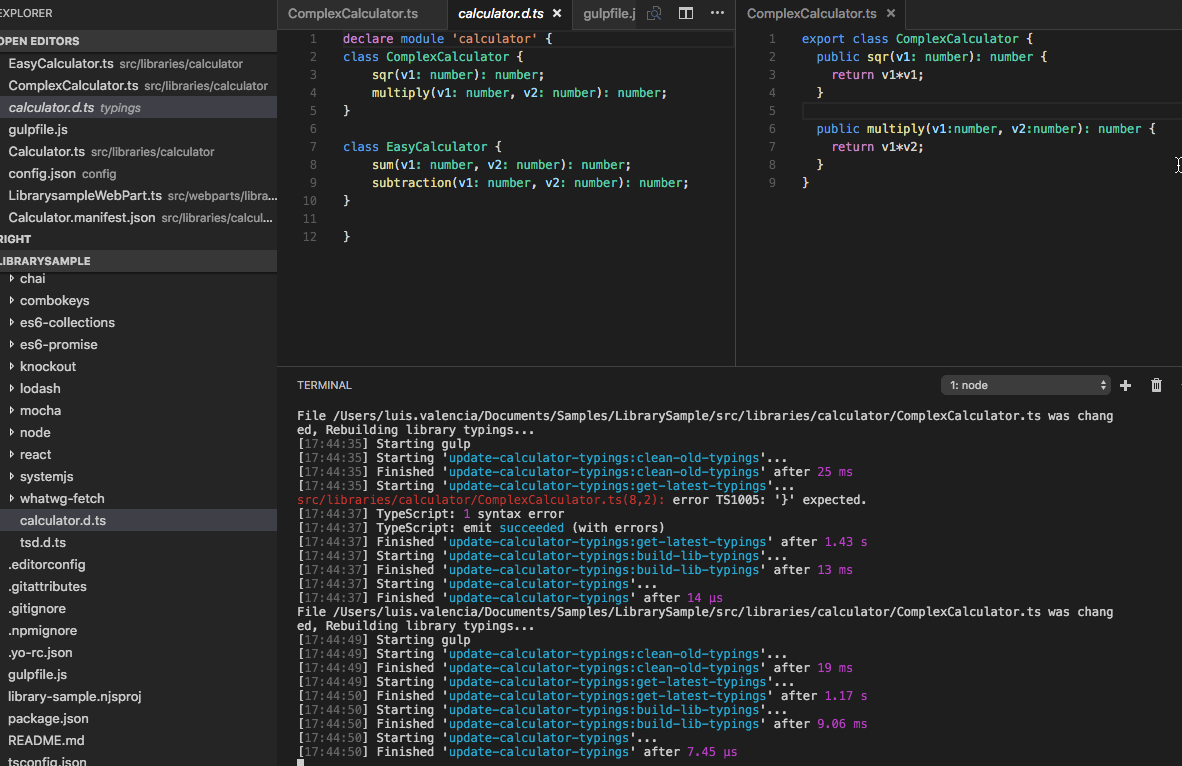 EXPLORER
OPEN EDITORS
EasyCalculator.ts src/libraries/calculator
ComplexCalculator.ts src/libraries/calculator
calculator.d.ts typings
gulpfile.js
Calculator.ts src/libraries/calculator
config.json config
LibrarysampleWebPart.ts src/webparts/libra...
Calculator.manifest.json src/libraries/calcul...
RIGHT
LIBRARYSAMPLE
chai
combokeys
es6-collections
es6-promise
knockout
lodash
mocha
node
react
systemjs
whatwg-fetch
calculator.d.ts
tsd.d.ts
.editorconfig
.gitattributes
.gitignore
.npmignore
.yo-rc.json
gulpfile.js
library-sample.njsproj
package.json
README.md
tsconfig.json
ComplexCalculator.ts calculator.d.ts × gulpfile.j ...
1 declare module 'calculator' {
2 class ComplexCalculator {
3 sqr(v1: number): number;
4 multiply(v1: number, v2: number): number;
5 }
6
7 class EasyCalculator {
8 sum(v1: number, v2: number): number;
9 subtraction(v1: number, v2: number): number;
10 }
11
12 }
ComplexCalculator.ts ×
1 export class ComplexCalculator {
2 public sqr(v1: number): number {
3 return v1*v1;
4 }
5
6 public multiply(v1:number, v2:number): number {
7 return v1*v2;
8 }
9 }
TERMINAL
1: node
File /Users/luis.valencia/Documents/Samples/LibrarySample/src/libraries/calculator/ComplexCalculator.ts was chang
ed, Rebuilding library typings...
[17:44:35] Starting gulp
[17:44:35] Starting 'update-calculator-typings:clean-old-typings'...
[17:44:35] Finished 'update-calculator-typings:clean-old-typings' after 25 ms
[17:44:35] Starting 'update-calculator-typings:get-latest-typings'...
src/libraries/calculator/ComplexCalculator.ts(8,2): error TS1005: '}' expected.
[17:44:37] TypeScript: 1 syntax error
[17:44:37] TypeScript: emit succeeded (with errors)
[17:44:37] Finished 'update-calculator-typings:get-latest-typings' after 1.43 s
[17:44:37] Starting 'update-calculator-typings:build-lib-typings'...
[17:44:37] Finished 'update-calculator-typings:build-lib-typings' after 13 ms
[17:44:37] Starting 'update-calculator-typings'...
[17:44:37] Finished 'update-calculator-typings' after 14 μs
File /Users/luis.valencia/Documents/Samples/LibrarySample/src/libraries/calculator/ComplexCalculator.ts was chang
ed, Rebuilding library typings...
[17:44:49] Starting gulp
[17:44:49] Starting 'update-calculator-typings:clean-old-typings'...
[17:44:49] Finished 'update-calculator-typings:clean-old-typings' after 19 ms
[17:44:49] Starting 'update-calculator-typings:get-latest-typings'...
[17:44:50] Finished 'update-calculator-typings:get-latest-typings' after 1.17 s
[17:44:50] Starting 'update-calculator-typings:build-lib-typings'...
[17:44:50] Finished 'update-calculator-typings:build-lib-typings' after 9.06 ms
[17:44:50] Starting 'update-calculator-typings'...
[17:44:50] Finished 'update-calculator-typings' after 7.45 μs